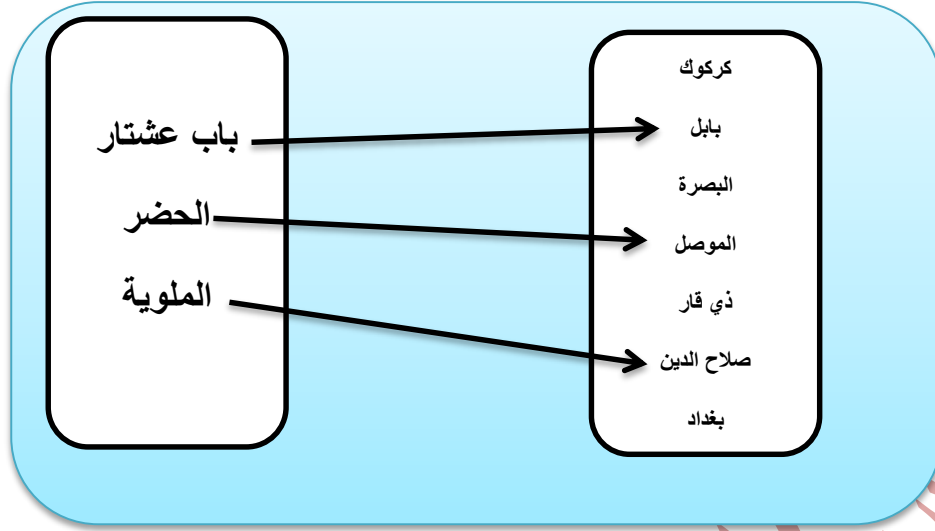 كركوك
بابل
البصرة
الموصل
ذي قار
صلاح الدين
بغداد
باب عشتار
الحضر
الملوية